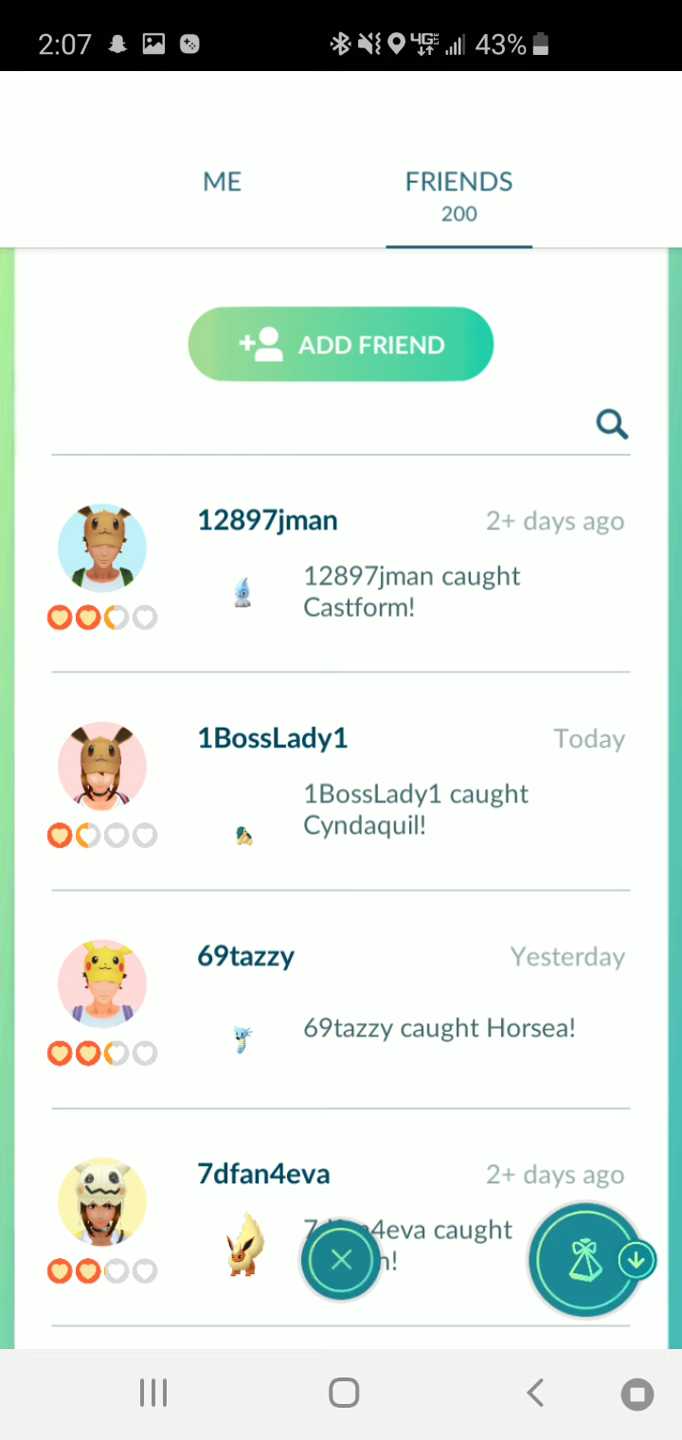 2:07 4GE 43%
ME FRIENDS
200
ADD FRIEND
12897jman 2+ days ago
12897jman caught
Castform!
1BossLady1 Today
1BossLady1 caught
Cyndaquil!
69tazzy Yesterday
69tazzy caught Horsea!
7dfan4eva 2+ days ago
caught